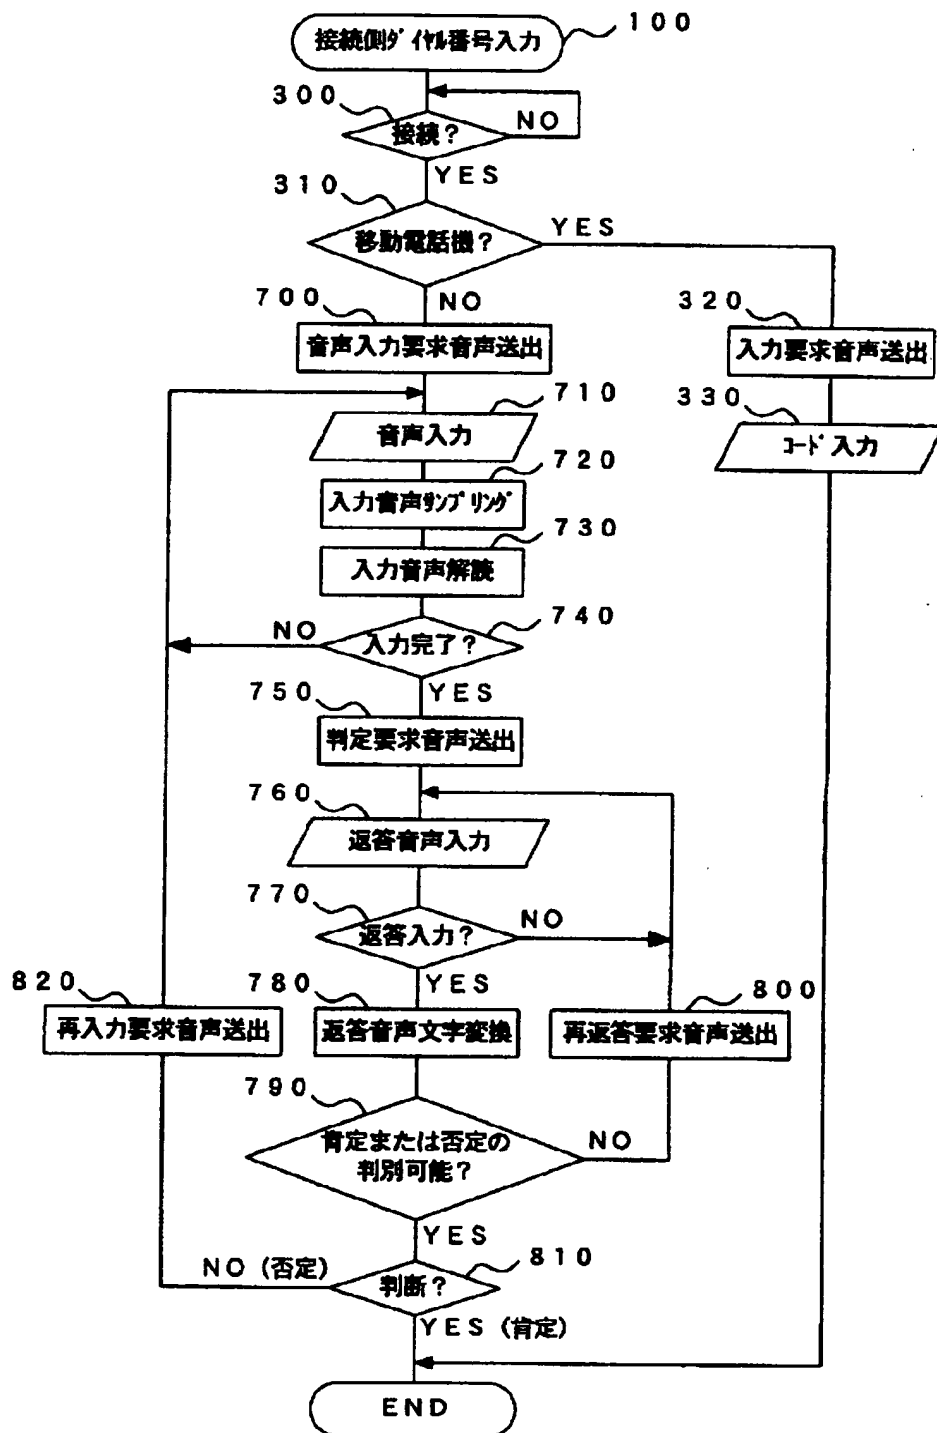 接続側ダイヤル番号入力
100
300
接続?
NO
YES
310
移動電話機?
YES
NO
700
音声入力要求音声送出
320
入力要求音声送出
710
音声入力
330
コード入力
720
入力音声サンプリング
730
入力音声解読
740
入力完了?
NO
YES
750
判定要求音声送出
760
返答音声入力
770
返答入力?
NO
YES
820
再入力要求音声送出
780
返答音声文字変換
800
再返答要求音声送出
790
肯定または否定の
判別可能?
NO
YES
810
判断?
NO(否定)
YES(肯定)
END